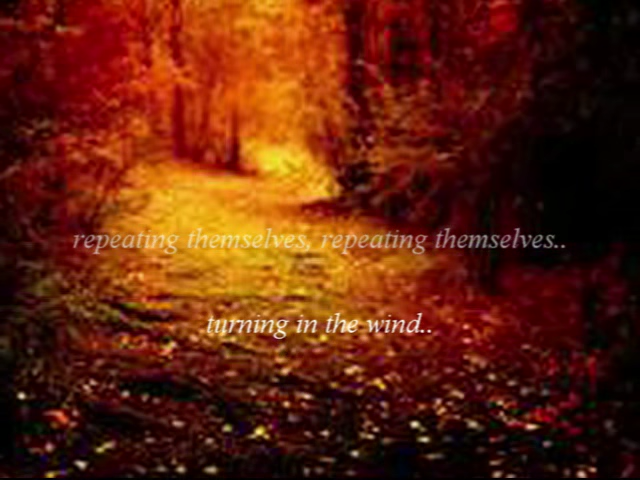 repeating themselves, repeating themselves..
turning in the wind..